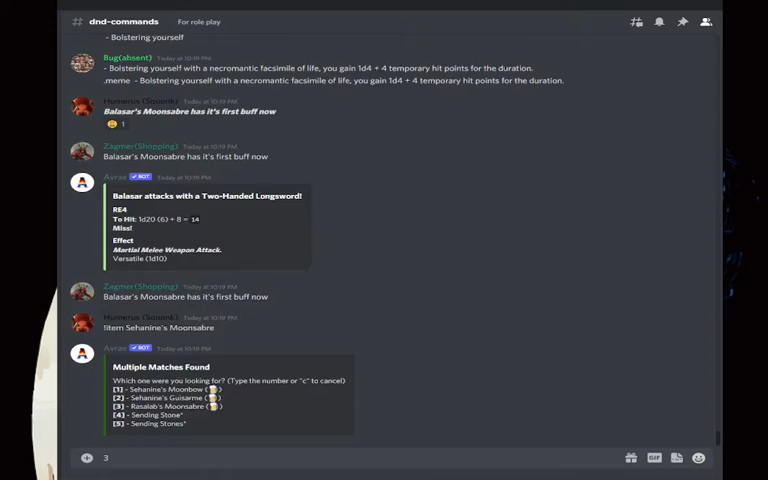 dnd-commands For role play
- Bolstering yourself
Bug(absent) Today at 10:19 PM
- Bolstering yourself with a necromantic facsimile of life, you gain 1d4 + 4 temporary hit points for the duration.
.meme - Bolstering yourself with a necromantic facsimile of life, you gain 1d4 + 4 temporary hit points for the duration.
Humerus (Squonk) Today at 10:19 PM
Balasar's Moonsabre has it's first buff now
1
Zagmer(Shopping) Today at 10:19 PM
Balasar's Moonsabre has it's first buff now
Avrae BOT Today at 10:19 PM
Balasar attacks with a Two-Handed Longsword!
RE4
To Hit: 1d20 (6) + 8 = 14
Miss!
Effect
Martial Melee Weapon Attack.
Versatile (1d10)
Zagmer(Shopping) Today at 10:19 PM
Balasar's Moonsabre has it's first buff now
Humerus (Squonk) Today at 10:19 PM
!item Sehanine's Moonsabre
Avrae BOT Today at 10:19 PM
Multiple Matches Found
Which one were you looking for? (Type the number or "c" to cancel)
[1] - Sehanine's Moonbow (🍺)
[2] - Sehanine's Guisarme (🍺)
[3] - Rasalab's Moonsabre (🍺)
[4] - Sending Stone*
[5] - Sending Stones*
3
GIF